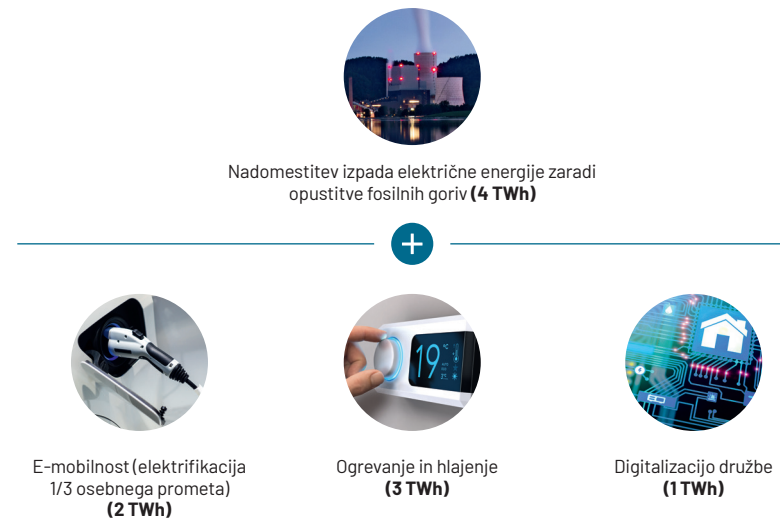 Nadomestitev izpada električne energije zaradi
opustitve fosilnih goriv (4 TWh)
+
19
°C
E-mobilnost (elektrifikacija
1/3 osebnega prometa)
(2 TWh)
Ogrevanje in hlajenje
(3 TWh)
Digitalizacijo družbe
(1 TWh)